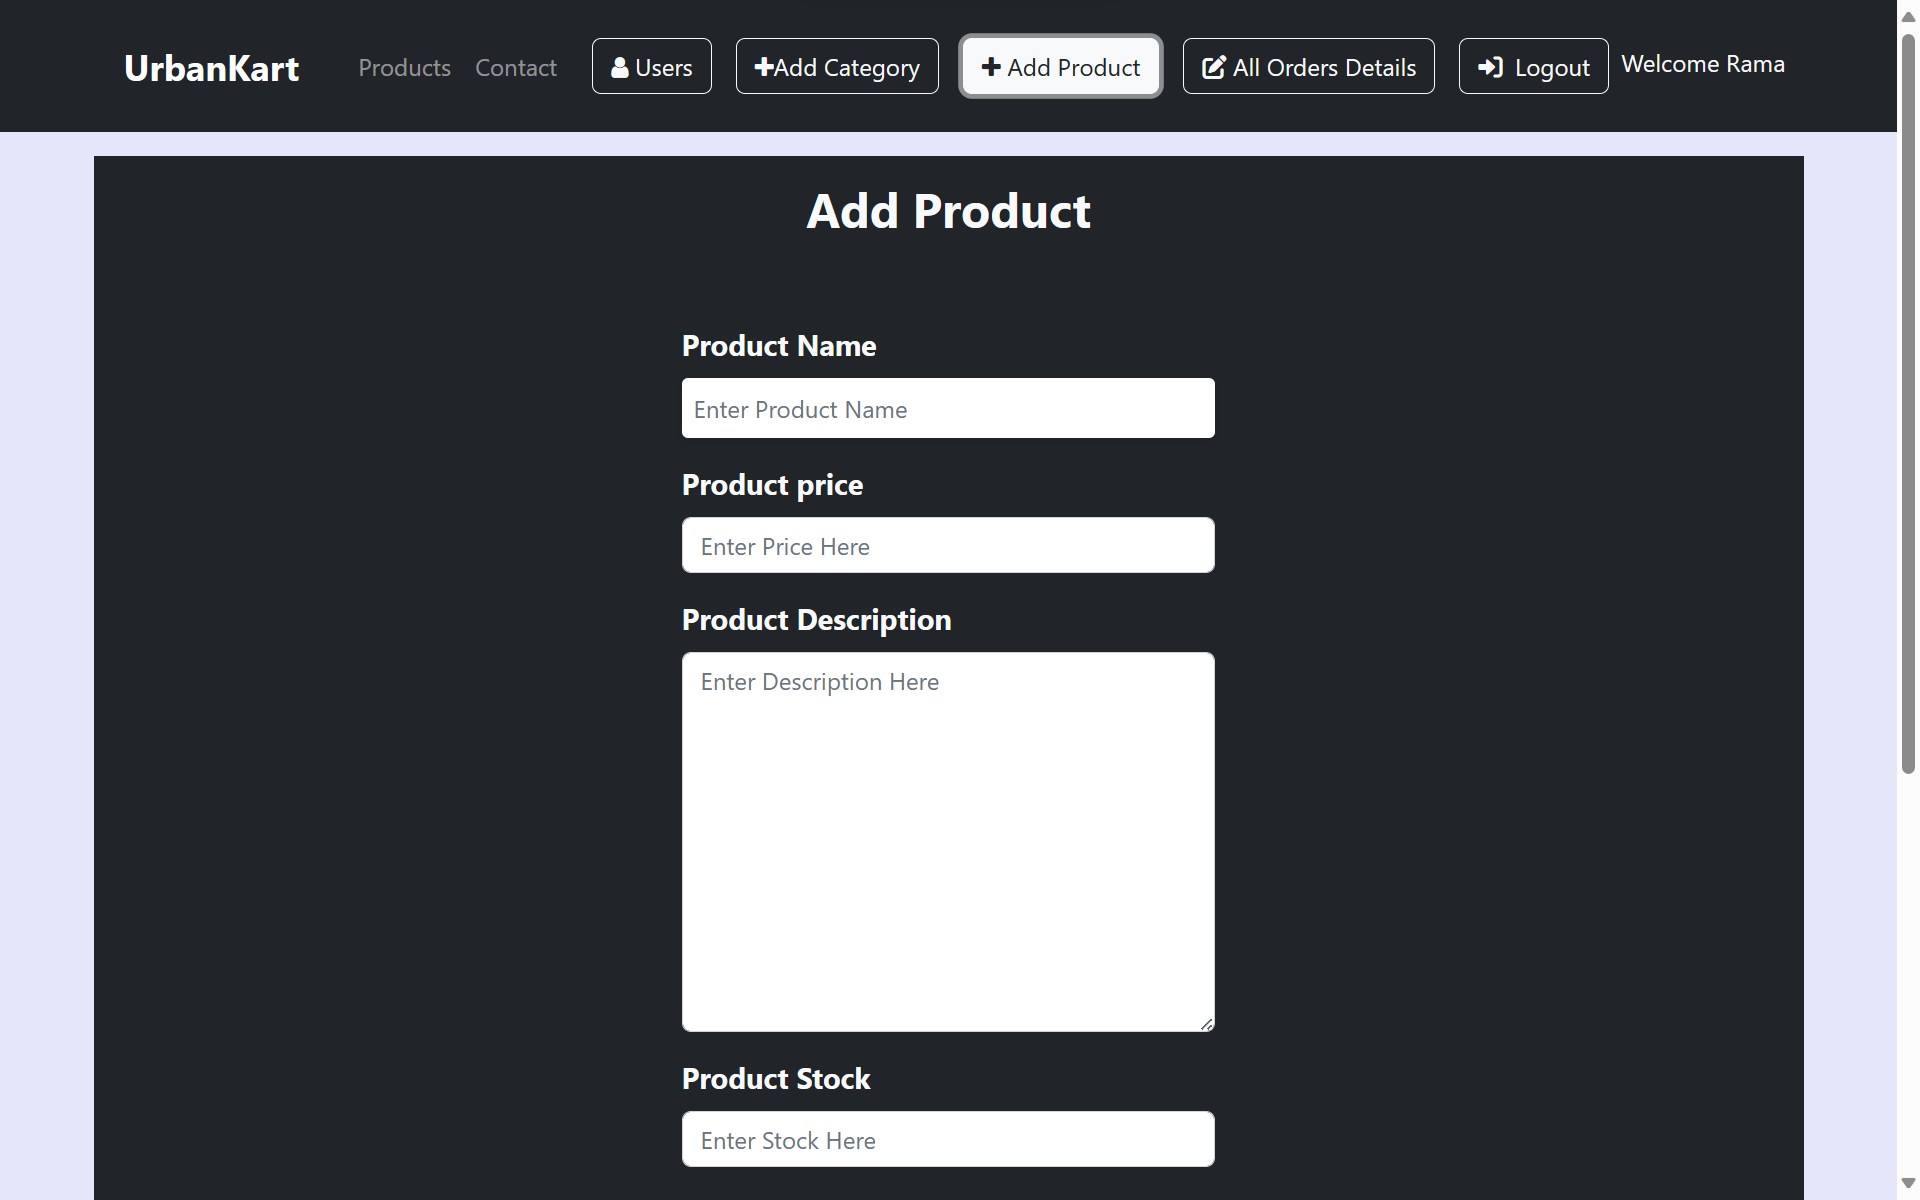 UrbanKart Products Contact Users Add Category Add Product All Orders Details Logout Welcome Rama
Add Product
Product Name
Enter Product Name
Product price
Enter Price Here
Product Description
Enter Description Here
Product Stock
Enter Stock Here